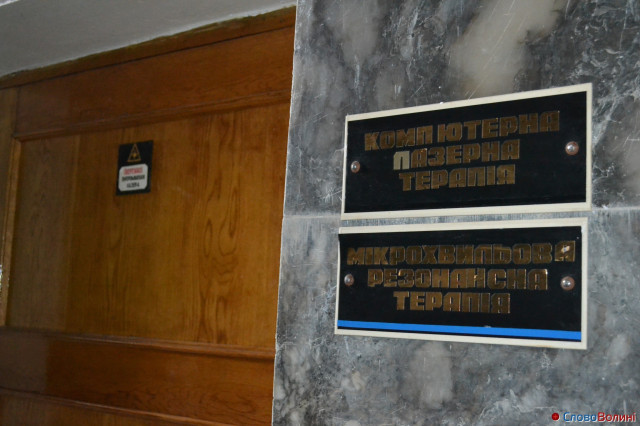 КОМП'ЮТЕРНА
ЛАЗЕРНА
ТЕРАПІЯ
МІКРОХВИЛЬОВА
РЕЗОНАНСНА
ТЕРАПІЯ
СловоВолині